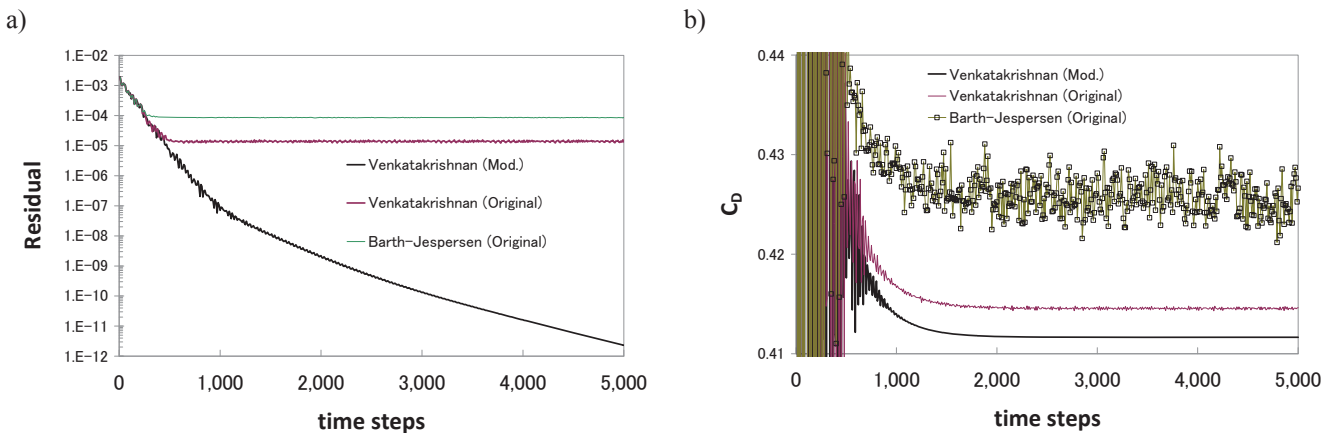 a)
1.E-02
1.E-03
1.E-04
1.E-05
1.E-06
1.E-07
1.E-08
1.E-09
1.E-10
1.E-11
1.E-12
Residual
Venkatakrishnan (Mod.)
Venkatakrishnan (Original)
Barth-Jespersen (Original)
0 1,000 2,000 3,000 4,000 5,000
time steps
b)
0.44
0.43
0.42
0.41
C_D
Venkatakrishnan (Mod.)
Venkatakrishnan (Original)
Barth-Jespersen (Original)
0 1,000 2,000 3,000 4,000 5,000
time steps